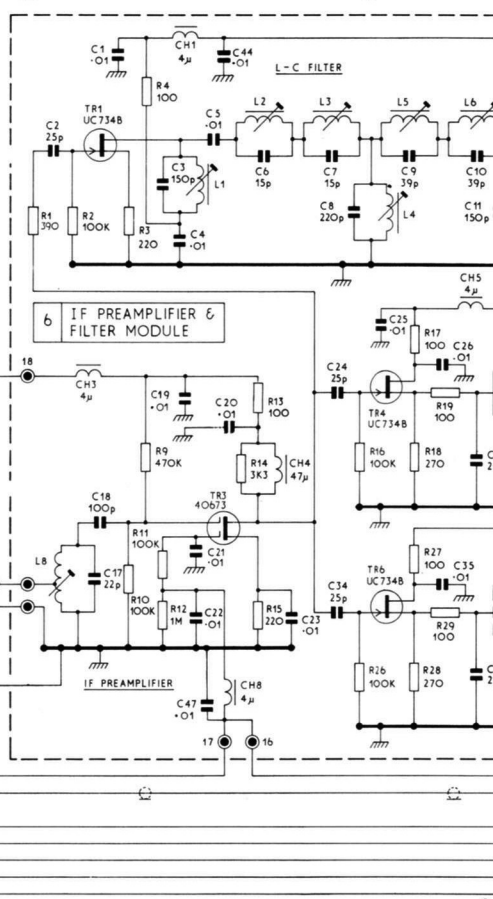 C1
·01
CH1
4µ
C44
·01
L-C FILTER
R4
100
TR1
UC734B
C2
25p
C5
·01
L2
L3
L5
L6
C6
15p
C7
15p
C9
39p
C10
39p
C3
150p
L1
C8
220p
L4
C11
150p
R1
390
R2
100K
R3
220
C4
·01
6
IF PREAMPLIFIER &
FILTER MODULE
CH5
4µ
C25
·01
R17
100
C26
·01
18
CH3
4µ
C19
·01
C20
·01
R13
100
C24
25p
TR4
UC734B
R19
100
R9
470K
R14
3K3
CH4
47µ
R16
100K
R18
270
C18
100p
TR3
40673
R11
100K
C21
·01
L8
C17
22p
R10
100K
R12
1M
C22
·01
R15
220
C23
·01
R27
100
C35
·01
TR6
UC734B
C34
25p
R29
100
R26
100K
R28
270
IF PREAMPLIFIER
C47
·01
CH8
4µ
17
16